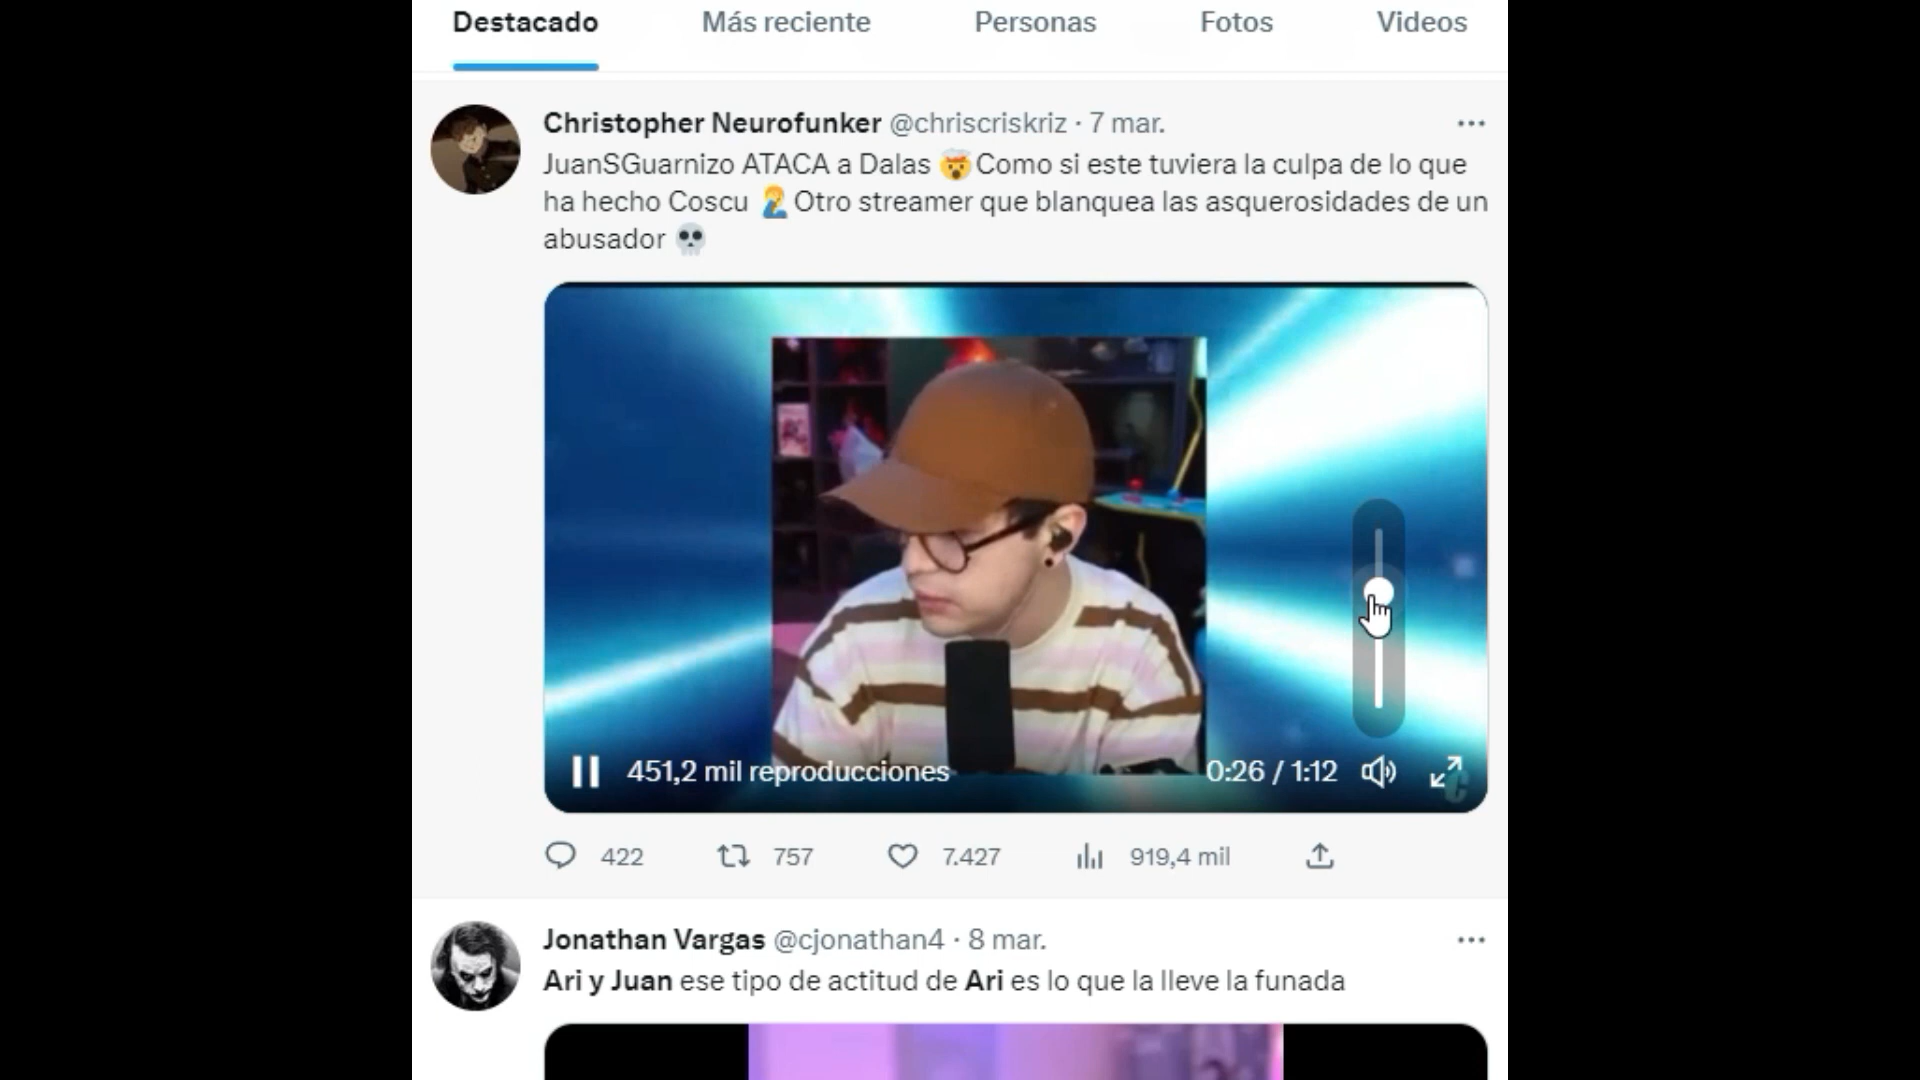 Destacado Más reciente Personas Fotos Videos
Christopher Neurofunker @chriscriskriz · 7 mar.
JuanSGuarnizo ATACA a Dalas 🤯Como si este tuviera la culpa de lo que
ha hecho Coscu 🤦‍♂️Otro streamer que blanquea las asquerosidades de un
abusador 💀
451,2 mil reproducciones 0:26 / 1:12
422 757 7.427 919,4 mil
Jonathan Vargas @cjonathan4 · 8 mar.
Ari y Juan ese tipo de actitud de Ari es lo que la lleve la funada